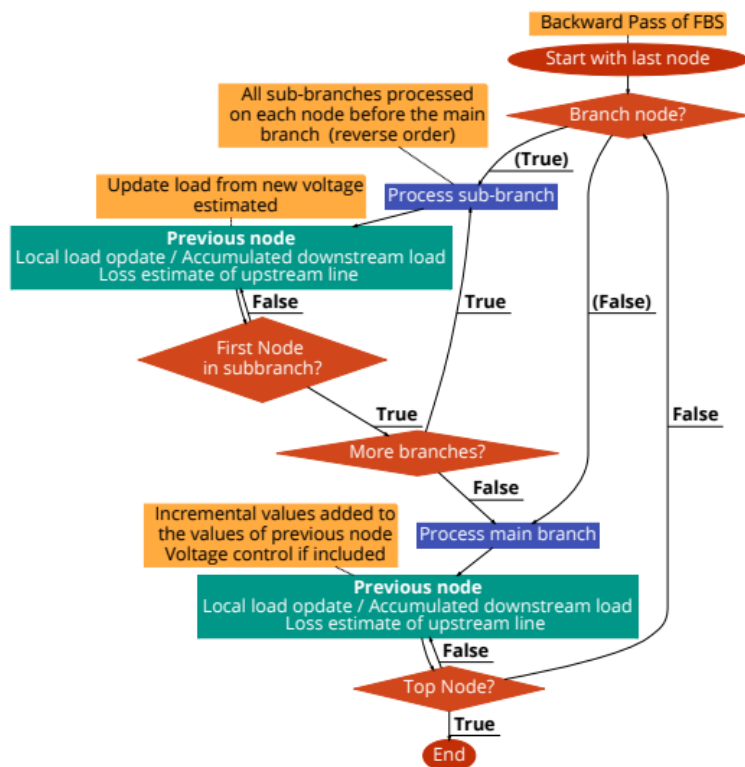 Backward Pass of FBS
Start with last node
All sub-branches processed
on each node before the main
branch  (reverse order)
Branch node?
(True)
Process sub-branch
Update load from new voltage
estimated
Previous node
Local load opdate / Accumulated downstream load
Loss estimate of upstream line
False
True
(False)
First Node
in subbranch?
True
False
More branches?
False
Incremental values added to
the values of previous node
Voltage control if included
Process main branch
Previous node
Local load opdate / Accumulated downstream load
Loss estimate of upstream line
False
Top Node?
True
End